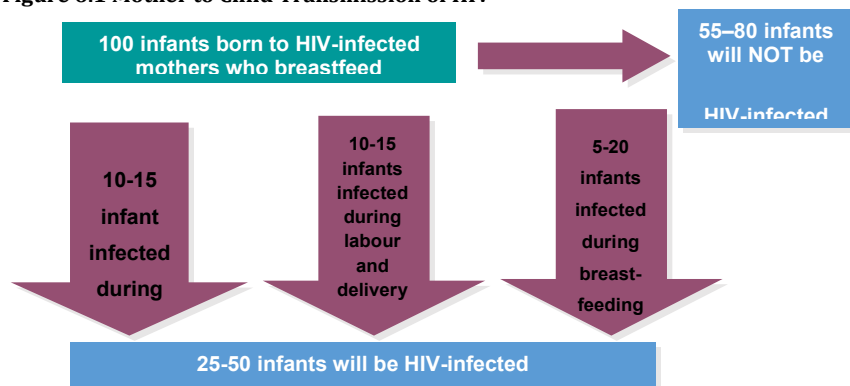 Figure 8.1 Mother to Child Transmission of HIV
100 infants born to HIV-infected
mothers who breastfeed
55–80 infants
will NOT be
HIV-infected
10-15
infant
infected
during
10-15
infants
infected
during
labour
and
delivery
5-20
infants
infected
during
breast-
feeding
25-50 infants will be HIV-infected